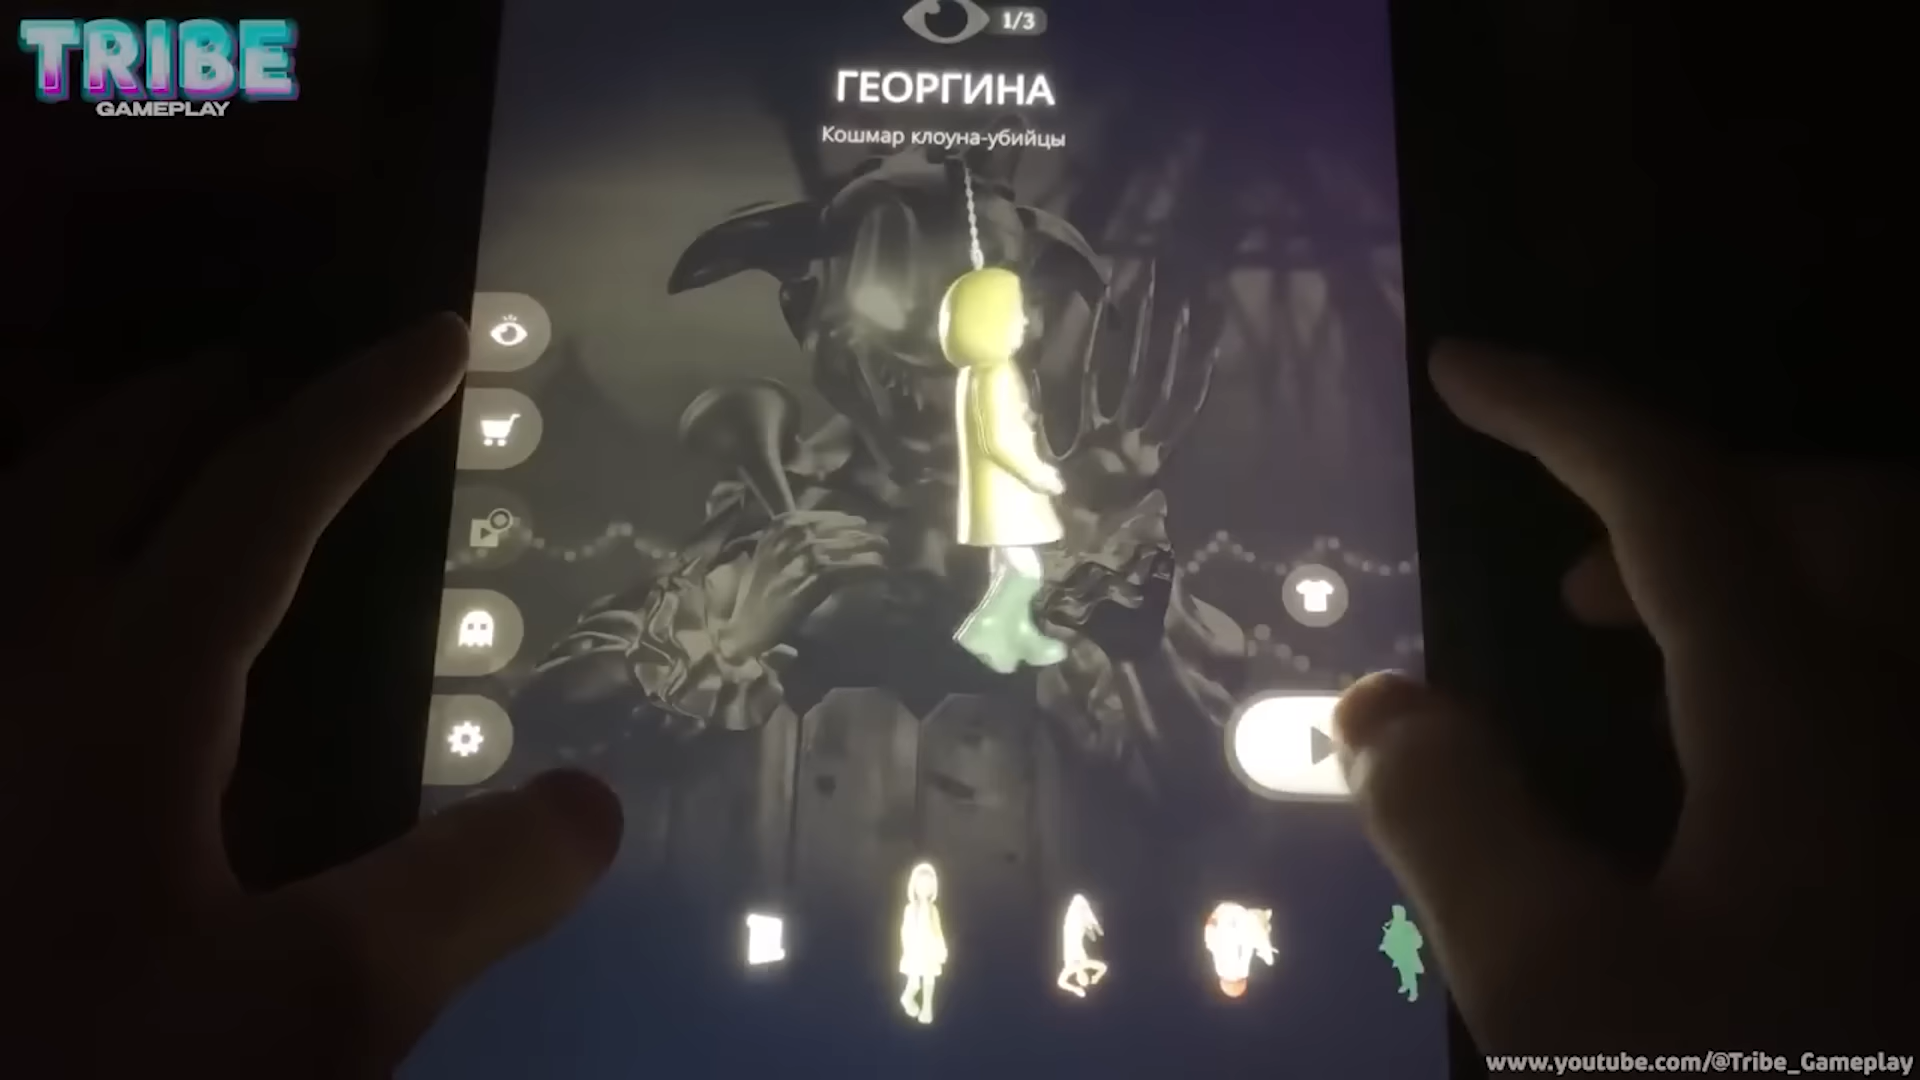 TRIBE
GAMEPLAY
1/3
ГЕОРГИНА
Кошмар клоуна-убийцы
www.youtube.com/@Tribe_Gameplay